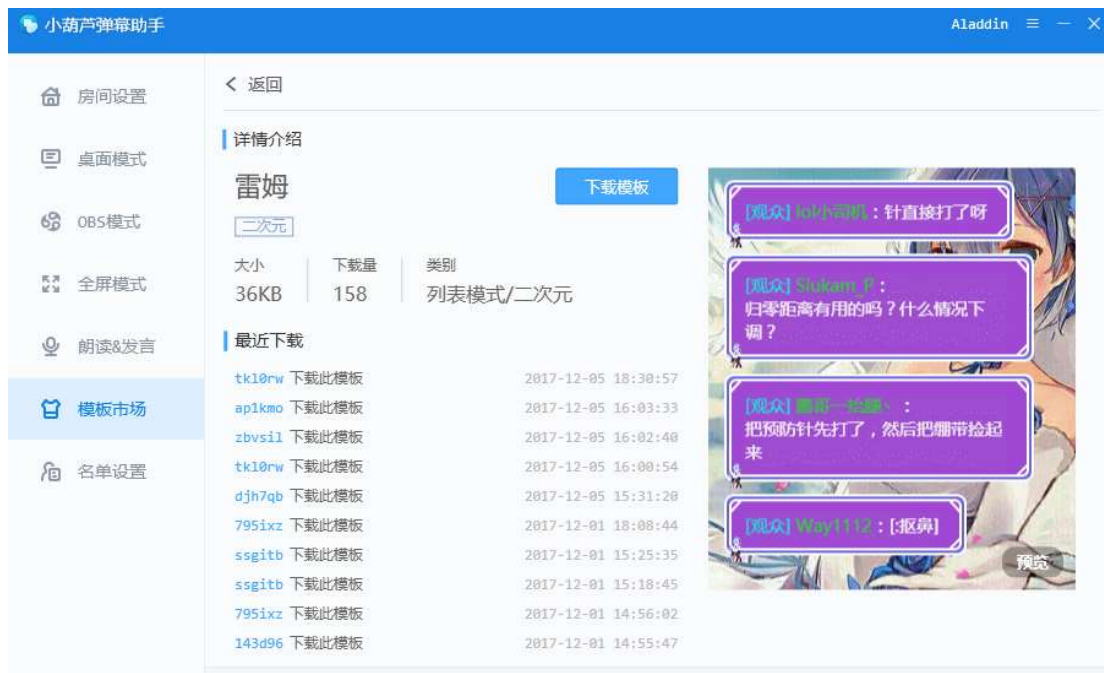 小葫芦弹幕助手
Aladdin
房间设置
桌面模式
OBS模式
全屏模式
朗读&发言
模板市场
名单设置
返回
详情介绍
雷姆
下载模板
二次元
大小 下载量 类别
36KB 158 列表模式/二次元
最近下载
tkl0rw 下载此模板 2017-12-05 18:30:57
ap1kmo 下载此模板 2017-12-05 16:03:33
zbvsil 下载此模板 2017-12-05 16:02:40
tkl0rw 下载此模板 2017-12-05 16:00:54
djh7qb 下载此模板 2017-12-05 15:31:20
795ixz 下载此模板 2017-12-01 18:08:44
ssgitb 下载此模板 2017-12-01 15:25:35
ssgitb 下载此模板 2017-12-01 15:18:45
795ixz 下载此模板 2017-12-01 14:56:02
143d96 下载此模板 2017-12-01 14:55:47
[观众] lol小司机：针直接打了呀
[观众] Slukam_P：
归零距离有用的吗？什么情况下
调？
[观众]：
把预防针先打了，然后把绷带捡起
来
[观众] Way1112：[:抠鼻]
预览